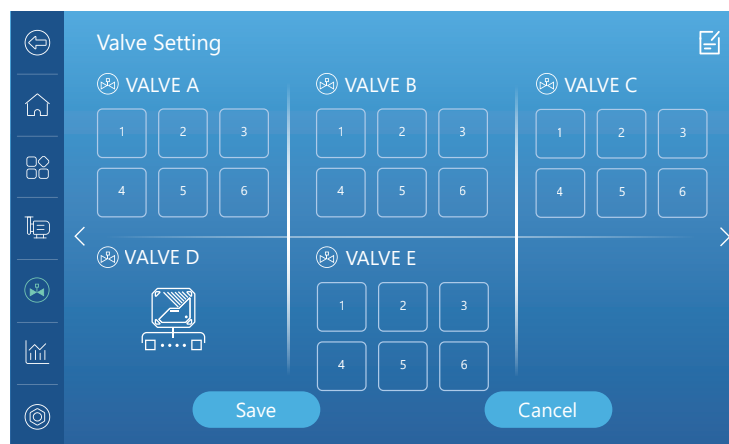 Valve Setting
VALVE A
1 2 3
4 5 6
VALVE B
1 2 3
4 5 6
VALVE C
1 2 3
4 5 6
VALVE D
VALVE E
1 2 3
4 5 6
Save
Cancel